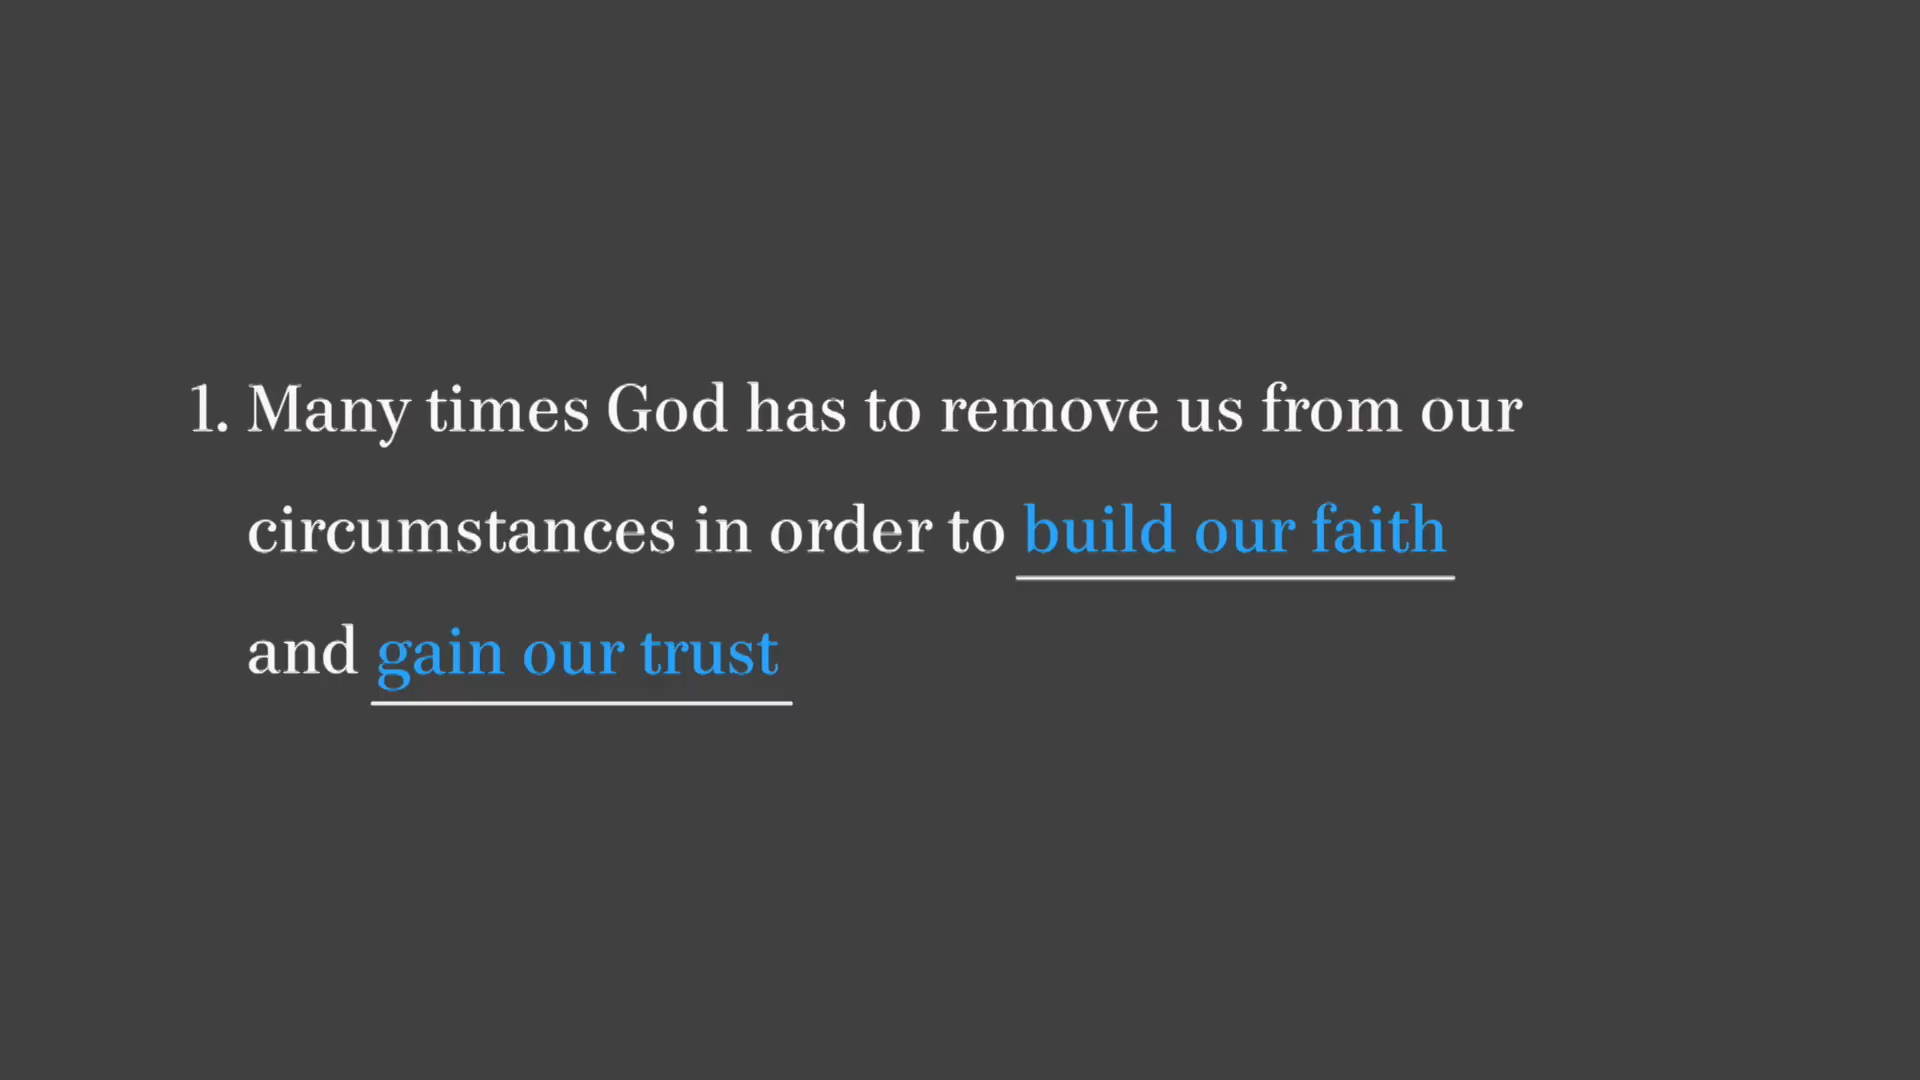 1. Many times God has to remove us from our
circumstances in order to build our faith
and gain our trust